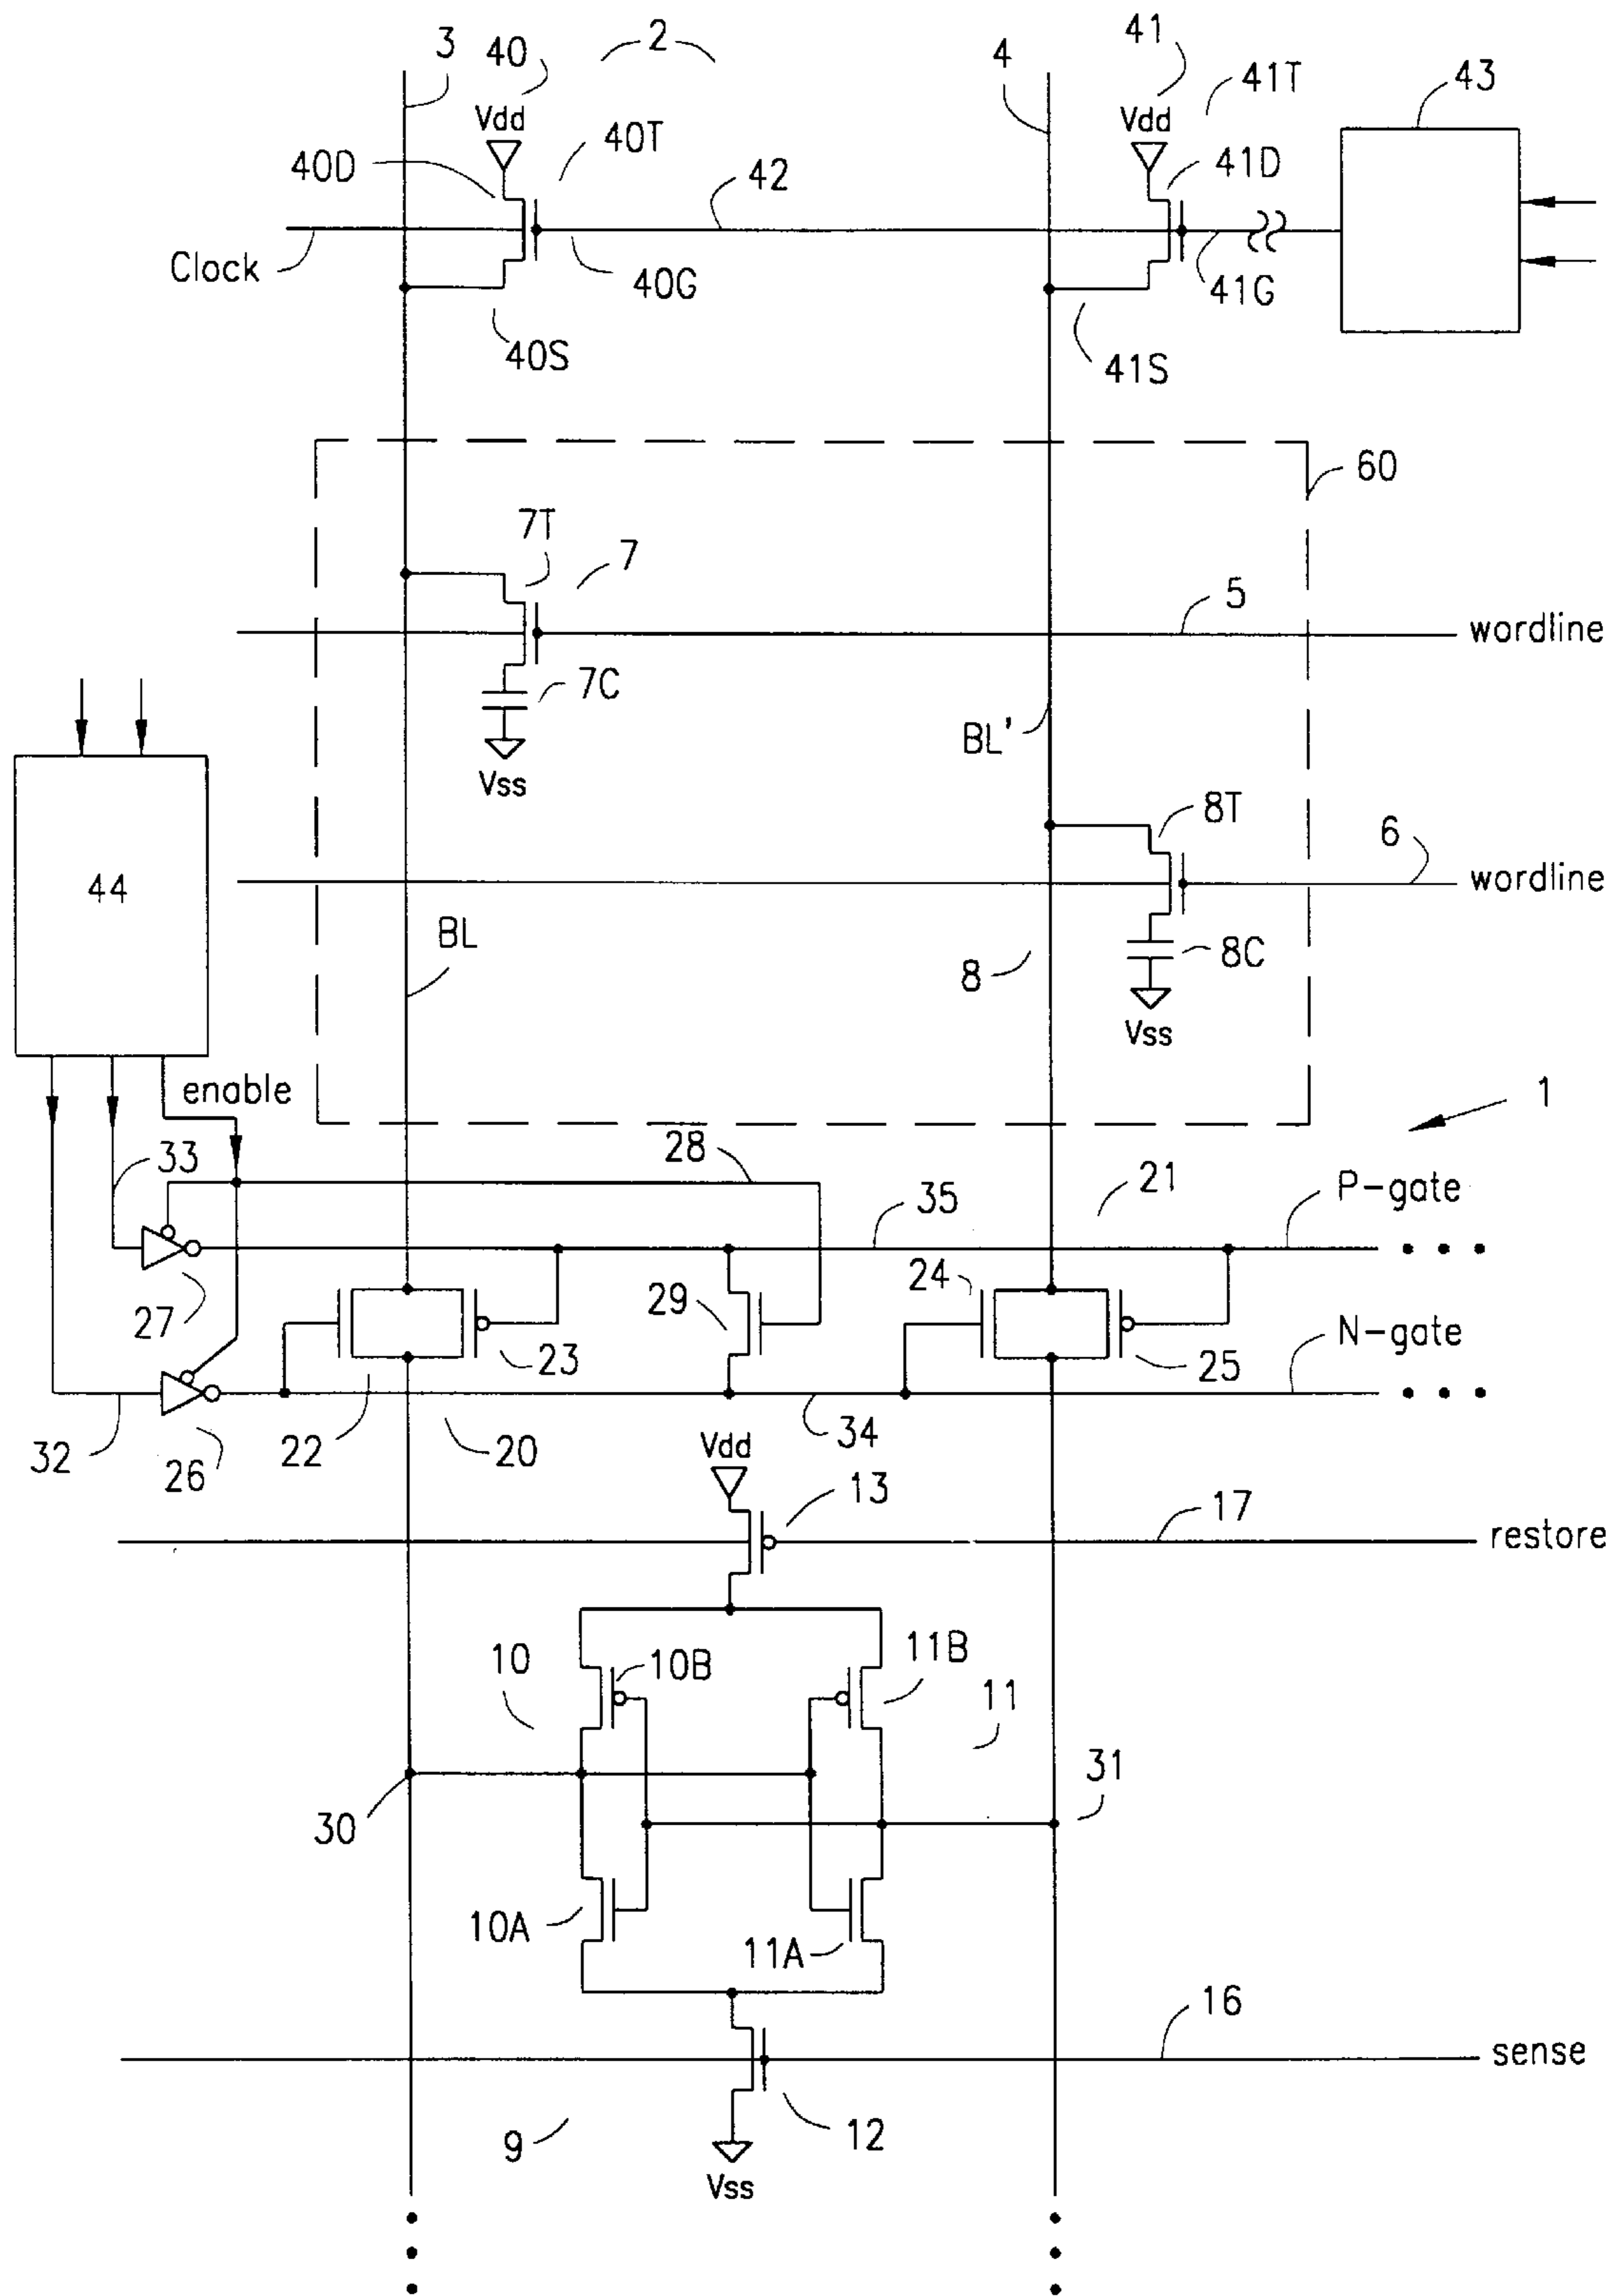 3 40 2 4 41 41T 43
Vdd Vdd
40T
40D 42 41D
Clock 40G 41G
40S 41S
60
7T 7
5
wordline
7C
BL'
Vss
8T
6
44 wordline
BL
8 8C
Vss
enable 1
33 28
21 P-gate
35
24
27 29
N-gate
23 25
22 20 34
32 26
Vdd
13 17
restore
10 10B 11B
11
31
30
10A
11A
16
sense
9 12
Vss